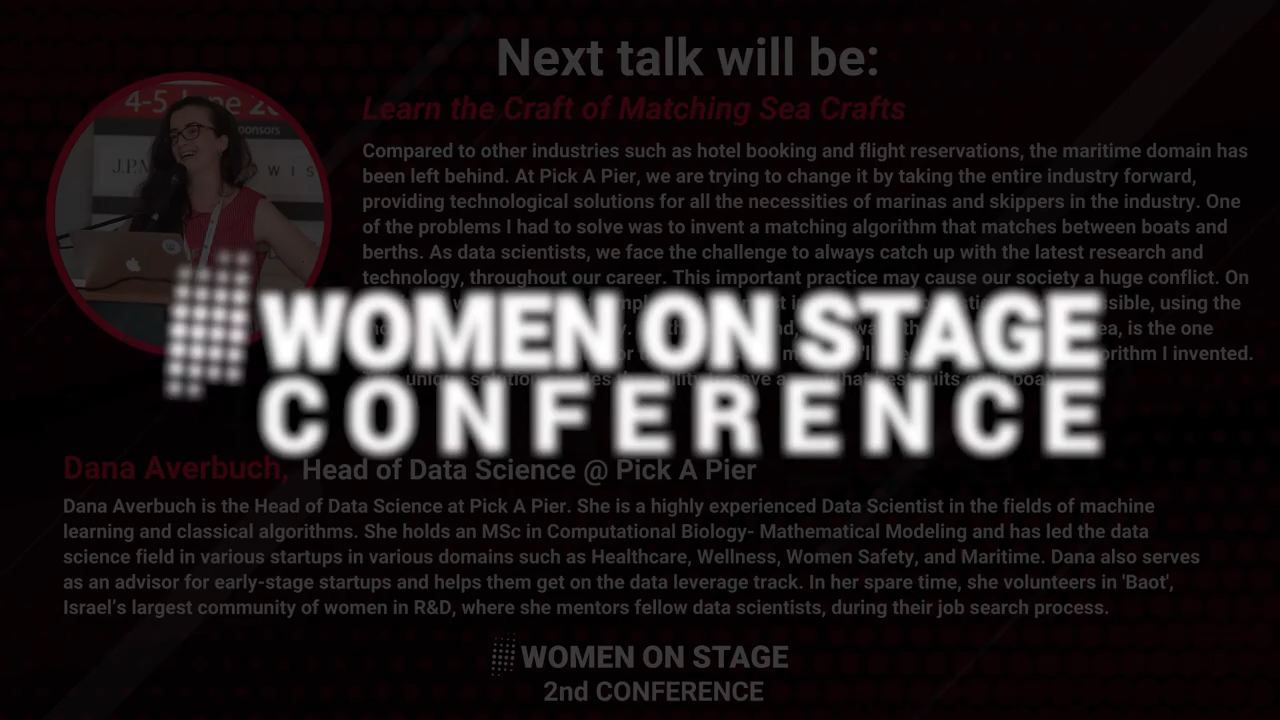 Next talk will be:
Learn the Craft of Matching Sea Crafts
Compared to other industries such as hotel booking and flight reservations, the maritime domain has
been left behind. At Pick A Pier, we are trying to change it by taking the entire industry forward,
providing technological solutions for all the necessities of marinas and skippers in the industry. One
of the problems I had to solve was to invent a matching algorithm that matches between boats and
berths. As data scientists, we face the challenge to always catch up with the latest research and
technology, throughout our career. This important practice may cause our society a huge conflict. On
using the
is the one
algorithm I invented.
WOMEN ON STAGE
CONFERENCE
Dana Averbuch, Head of Data Science @ Pick A Pier
Dana Averbuch is the Head of Data Science at Pick A Pier. She is a highly experienced Data Scientist in the fields of machine
learning and classical algorithms. She holds an MSc in Computational Biology- Mathematical Modeling and has led the data
science field in various startups in various domains such as Healthcare, Wellness, Women Safety, and Maritime. Dana also serves
as an advisor for early-stage startups and helps them get on the data leverage track. In her spare time, she volunteers in 'Baot',
Israel's largest community of women in R&D, where she mentors fellow data scientists, during their job search process.
WOMEN ON STAGE
2nd CONFERENCE